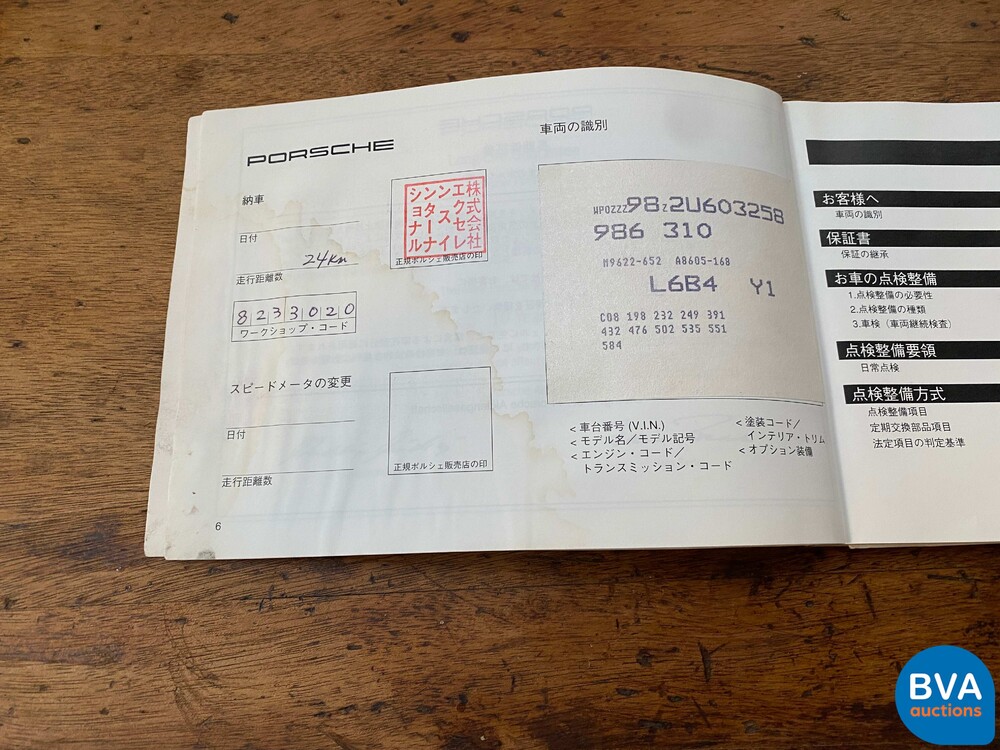 PORSCHE
納車
日付
24km
走行距離数
8233020
ワークショップ・コード
株式会社
エクセレ
ンスイ
ンターナ
ショナル
正規ポルシェ販売店の印
スピードメータの変更
日付
走行距離数
正規ポルシェ販売店の印
6
車両の識別
WP0ZZZ98Z2U603258
986 310
M9622-652 A8605-168
L6B4 Y1
C08 198 232 249 391
432 476 502 535 551
584
< 車台番号 (V.I.N.)
< モデル名/モデル記号
< エンジン・コード/
トランスミッション・コード
< 塗装コード/
インテリア・トリム
< オプション装備
お客様へ
車両の識別
保証書
保証の継承
お車の点検整備
1.点検整備の必要性
2.点検整備の種類
3.車検(車両継続検査)
点検整備要領
日常点検
点検整備方式
点検整備項目
定期交換部品項目
法定項目の判定基準
BVA
auctions